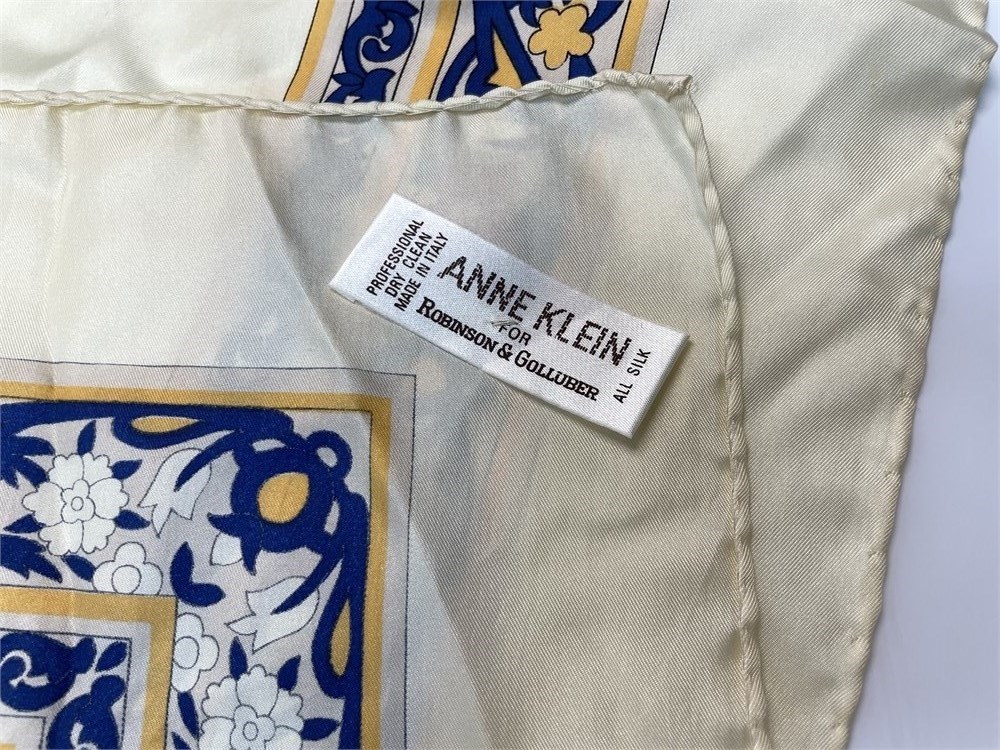 PROFESSIONAL
DRY CLEAN
MADE IN ITALY
ANNE KLEIN
FOR
ROBINSON & GOLLUBER
ALL SILK